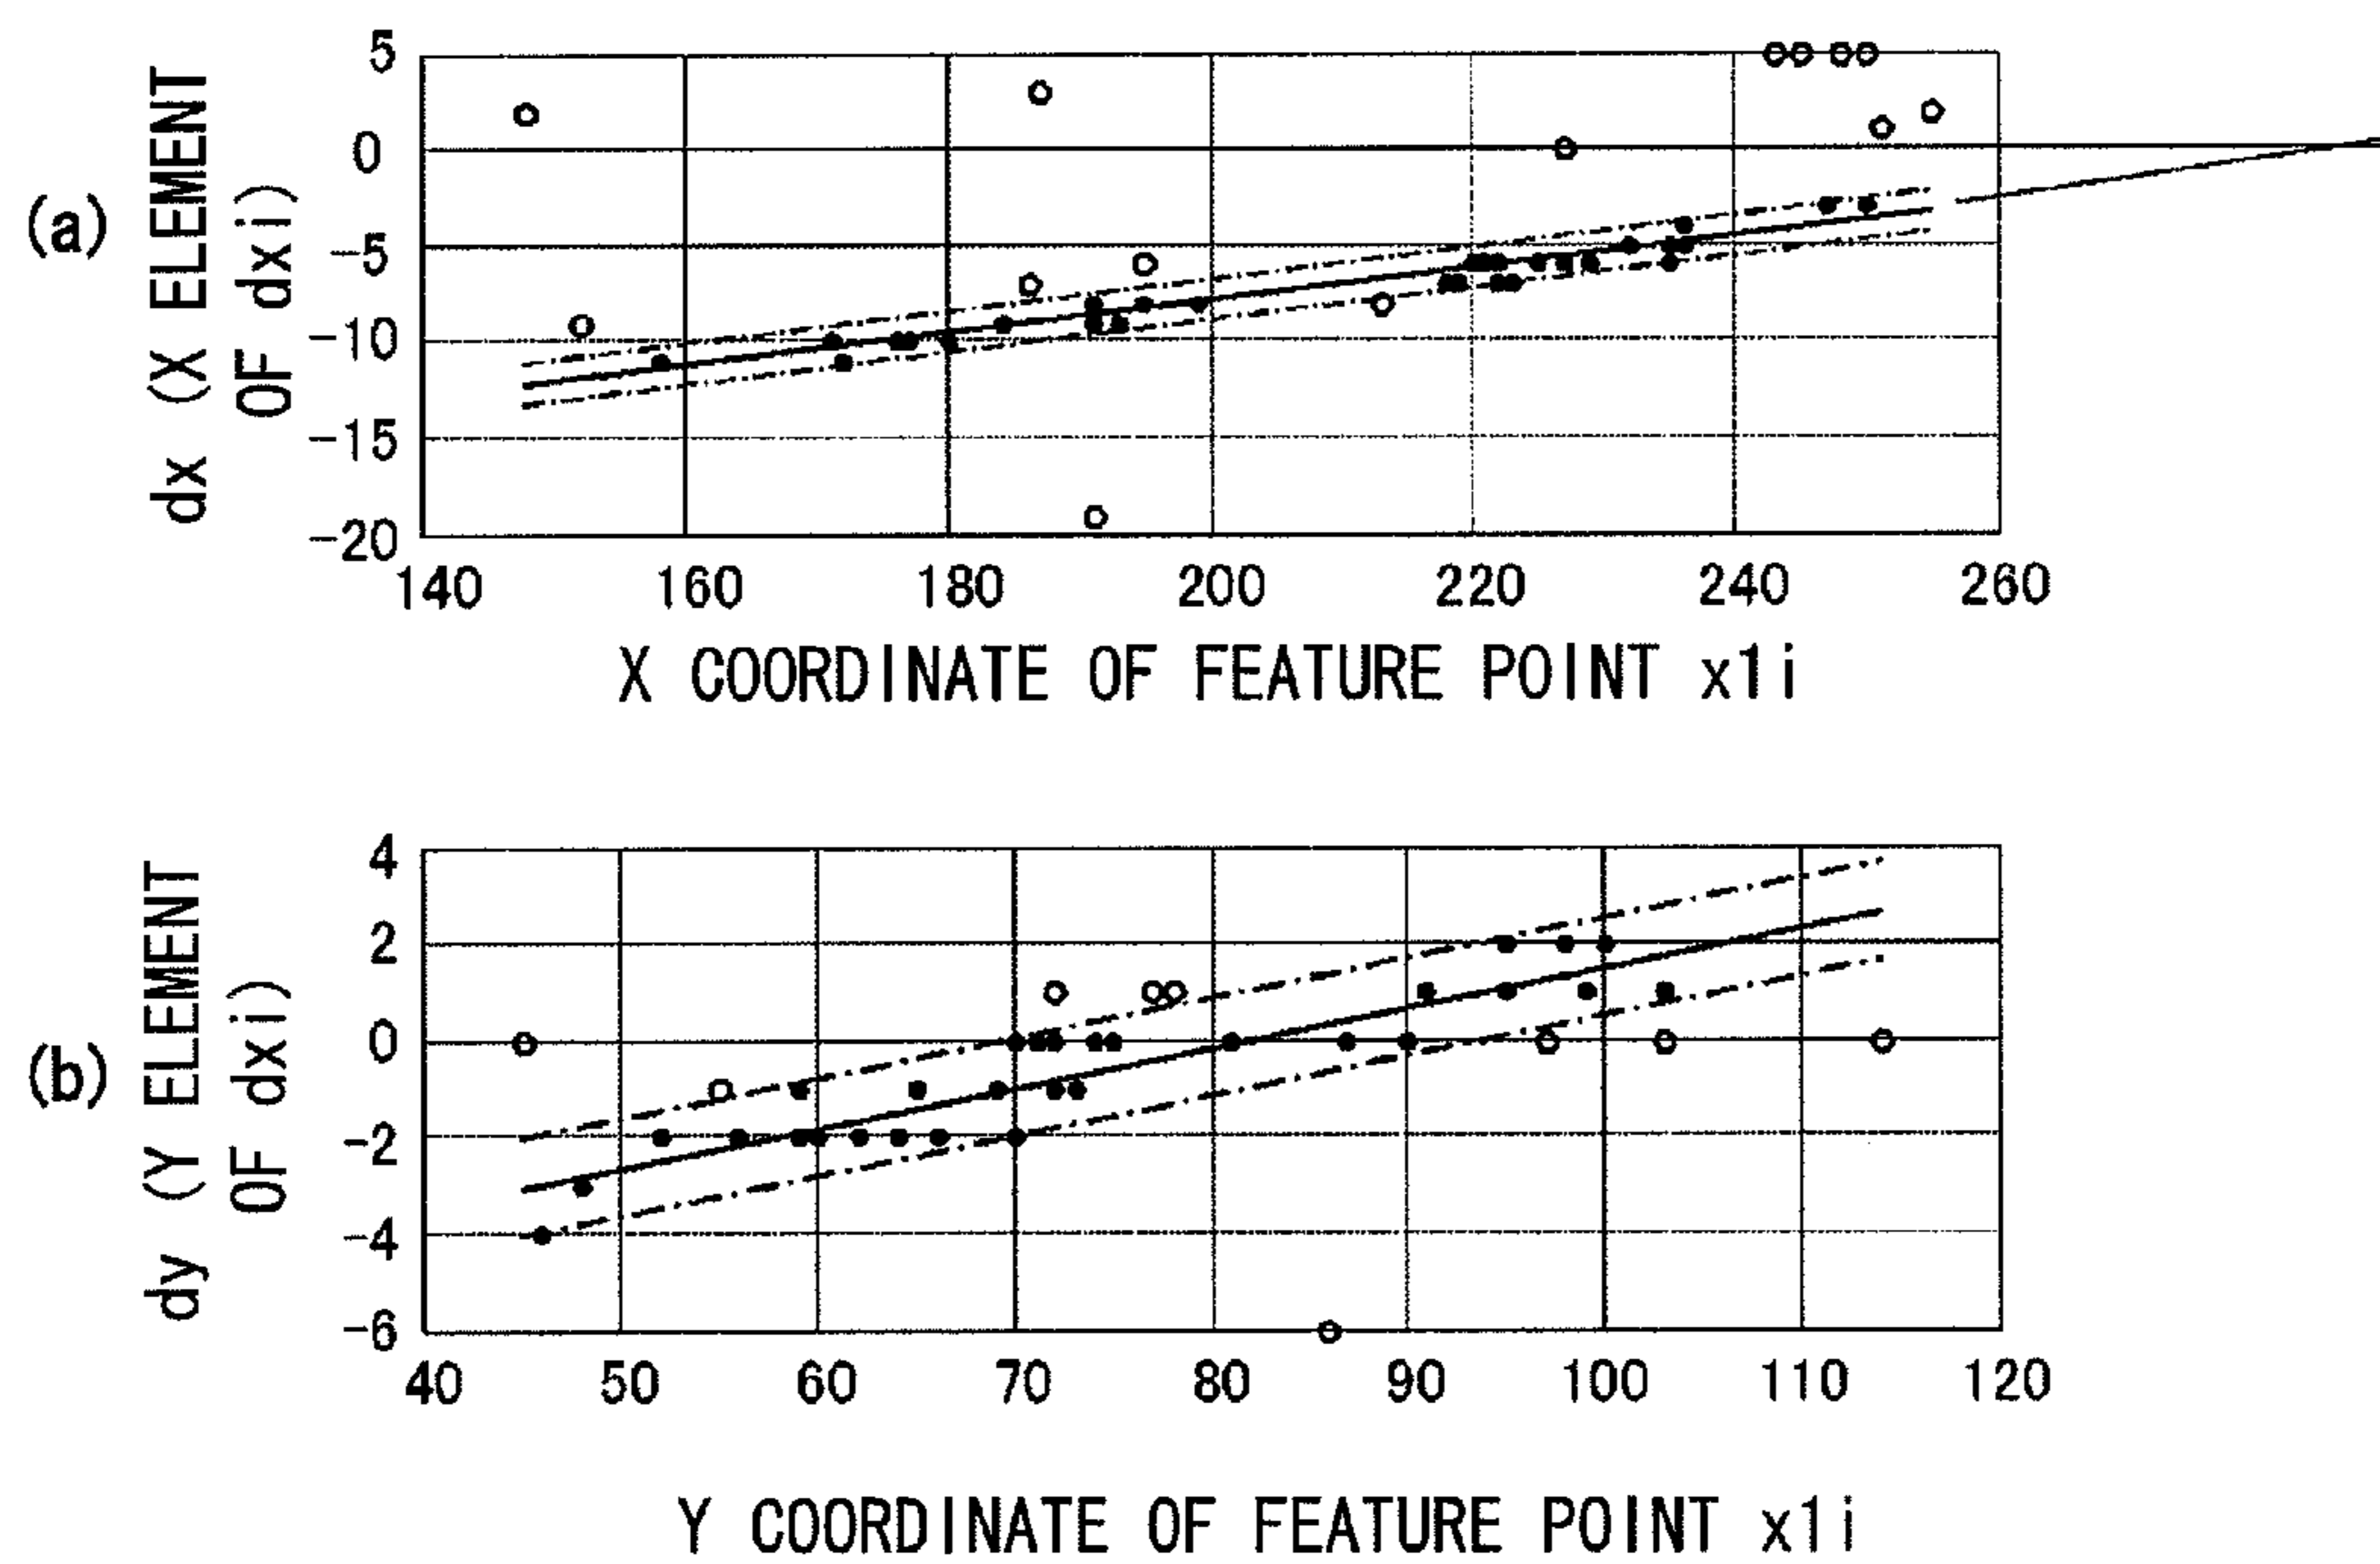 (a)
dx (X ELEMENT
OF dxi)
5
0
-5
-10
-15
-20
140 160 180 200 220 240 260
X COORDINATE OF FEATURE POINT x1i
(b)
dy (Y ELEMENT
OF dxi)
4
2
0
-2
-4
-6
40 50 60 70 80 90 100 110 120
Y COORDINATE OF FEATURE POINT x1i